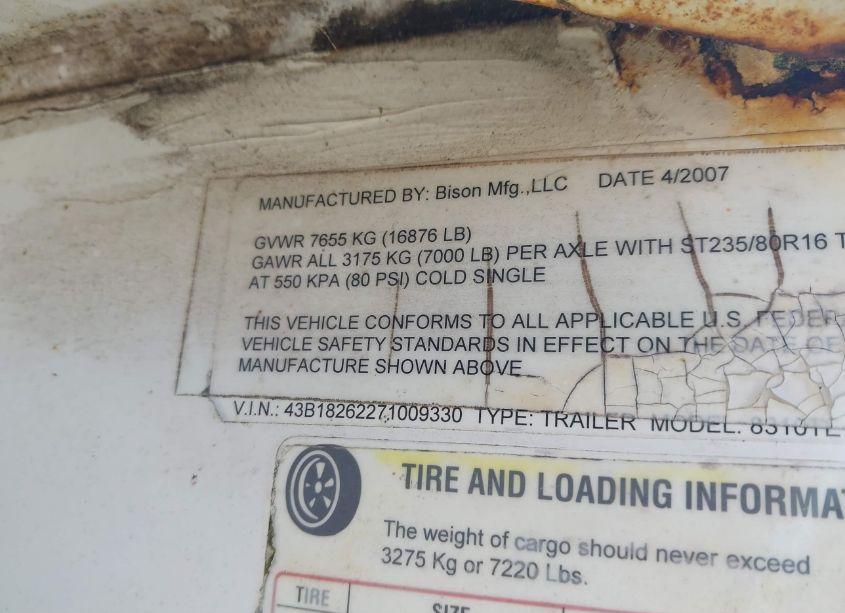 MANUFACTURED BY: Bison Mfg.,LLC DATE 4/2007
GVWR 7655 KG (16876 LB)
GAWR ALL 3175 KG (7000 LB) PER AXLE WITH ST235/80R16 T
AT 550 KPA (80 PSI) COLD SINGLE
THIS VEHICLE CONFORMS TO ALL APPLICABLE U.S. FEDER
VEHICLE SAFETY STANDARDS IN EFFECT ON THE DATE OF
MANUFACTURE SHOWN ABOVE
V.I.N.: 43B18262271009330 TYPE: TRAILER MODEL:
TIRE AND LOADING INFORMA
The weight of cargo should never exceed
3275 Kg or 7220 Lbs.
TIRE SIZE